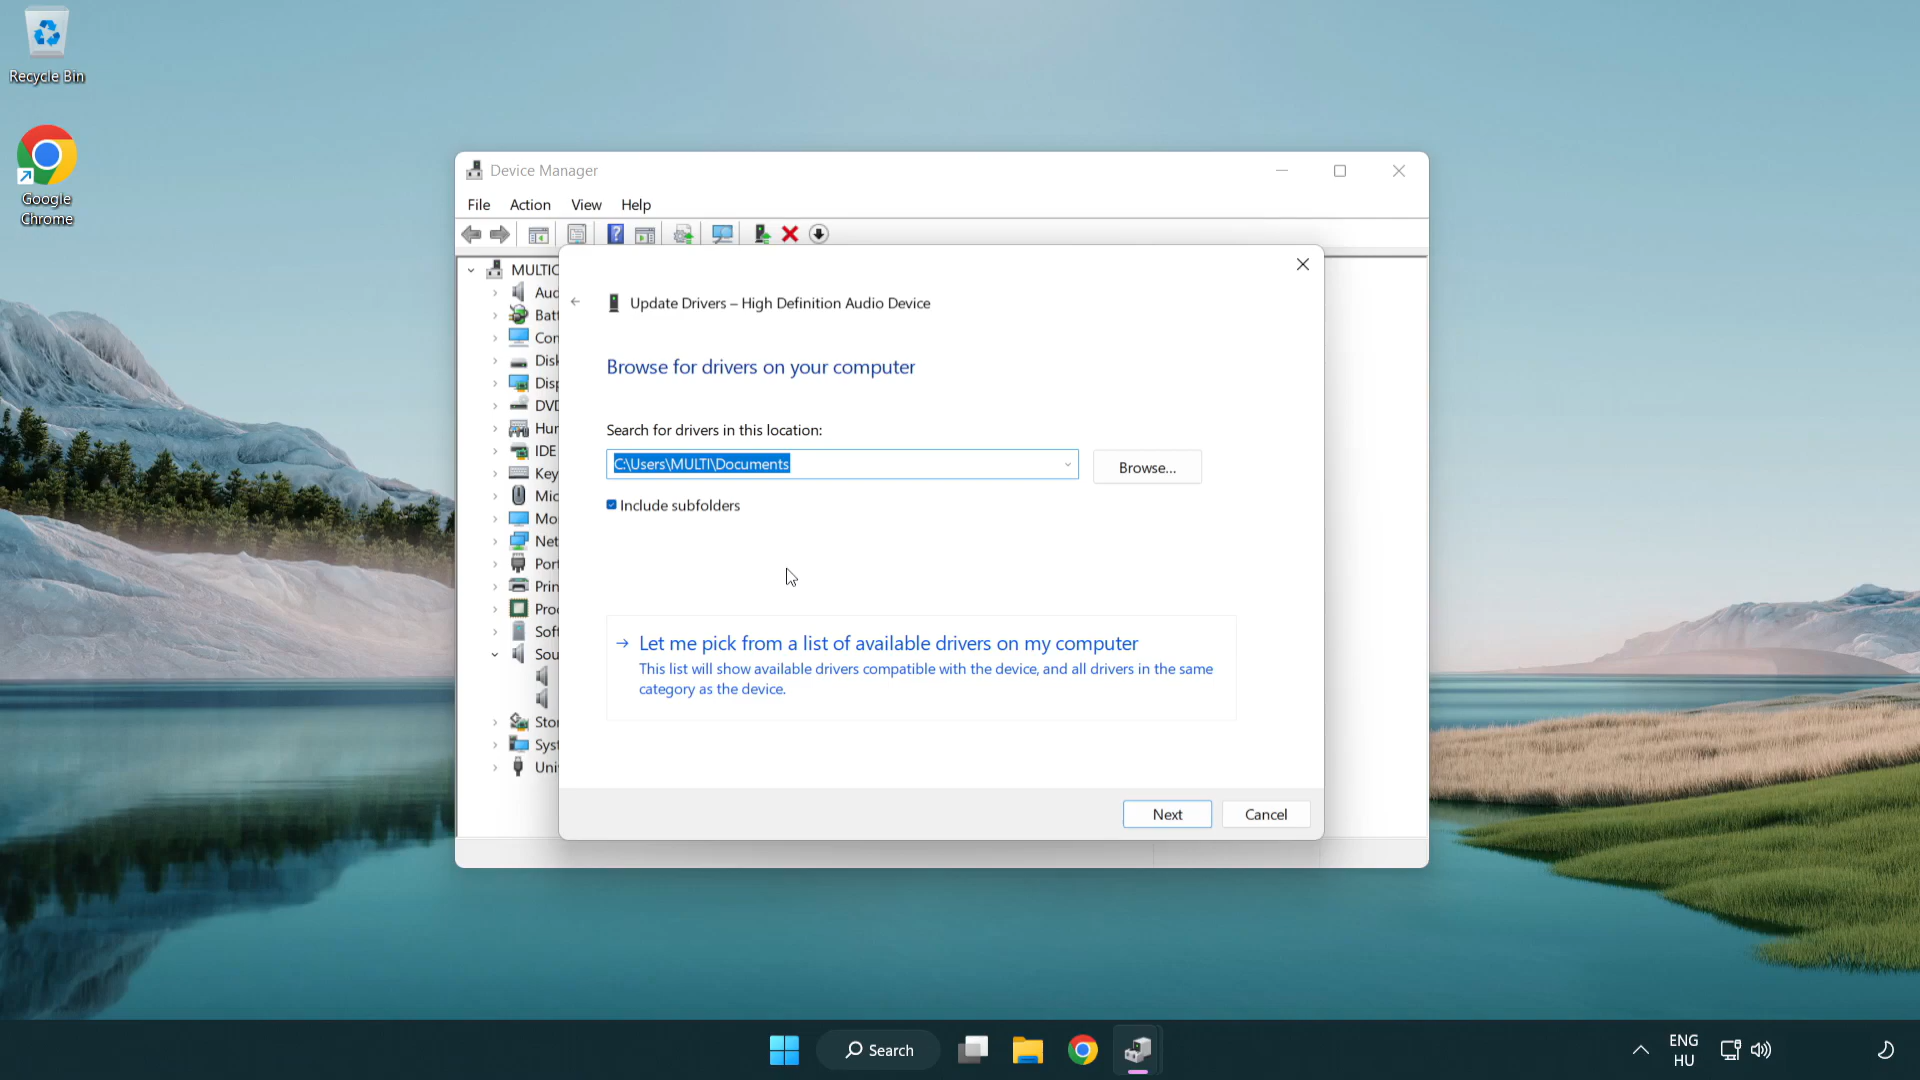 Recycle Bin
Google
Chrome
Device Manager
File Action View Help
MULTIC
Aud
Batt
Con
Disk
Disp
DVD
Hur
IDE
Key
Mic
Mo
Net
Port
Prin
Proc
Soft
Sou
Stor
Syst
Uni
Update Drivers – High Definition Audio Device
Browse for drivers on your computer
Search for drivers in this location:
C:\Users\MULTI\Documents
Browse...
Include subfolders
Let me pick from a list of available drivers on my computer
This list will show available drivers compatible with the device, and all drivers in the same
category as the device.
Next
Cancel
Search
ENG
HU